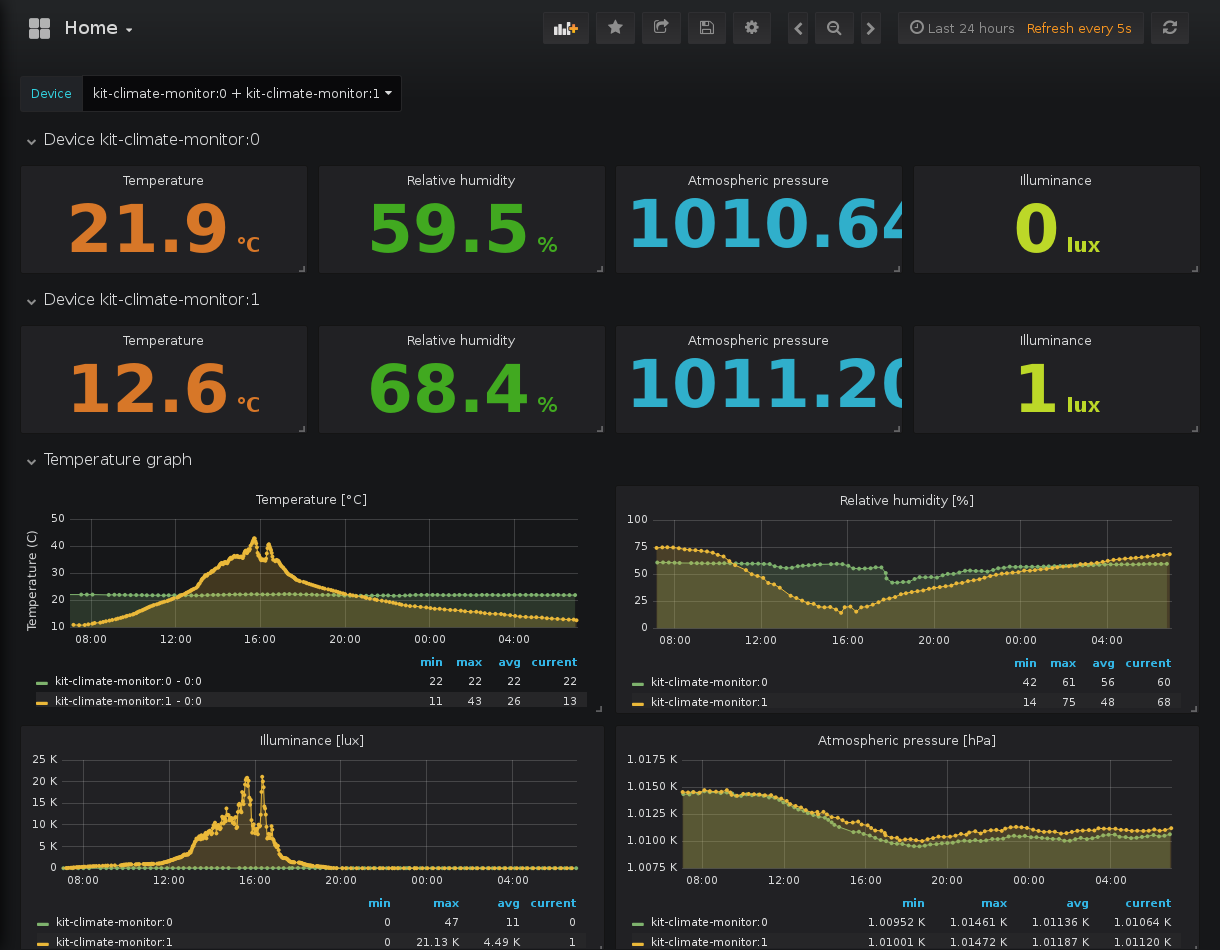 Home
Last 24 hours Refresh every 5s
Device kit-climate-monitor:0 + kit-climate-monitor:1
Device kit-climate-monitor:0
Temperature Relative humidity Atmospheric pressure Illuminance
21.9 °C 59.5 % 1010.64 0 lux
Device kit-climate-monitor:1
Temperature Relative humidity Atmospheric pressure Illuminance
12.6 °C 68.4 % 1011.20 1 lux
Temperature graph
Temperature [°C]
Temperature (C)
50
40
30
20
10
08:00 12:00 16:00 20:00 00:00 04:00
min max avg current
kit-climate-monitor:0 - 0:0 22 22 22 22
kit-climate-monitor:1 - 0:0 11 43 26 13
Relative humidity [%]
100
75
50
25
0
08:00 12:00 16:00 20:00 00:00 04:00
min max avg current
kit-climate-monitor:0 42 61 56 60
kit-climate-monitor:1 14 75 48 68
Illuminance [lux]
25 K
20 K
15 K
10 K
5 K
0
08:00 12:00 16:00 20:00 00:00 04:00
min max avg current
kit-climate-monitor:0 0 47 11 0
kit-climate-monitor:1 0 21.13 K 4.49 K 1
Atmospheric pressure [hPa]
1.0175 K
1.0150 K
1.0125 K
1.0100 K
1.0075 K
08:00 12:00 16:00 20:00 00:00 04:00
min max avg current
kit-climate-monitor:0 1.00952 K 1.01461 K 1.01136 K 1.01064 K
kit-climate-monitor:1 1.01001 K 1.01472 K 1.01187 K 1.01120 K